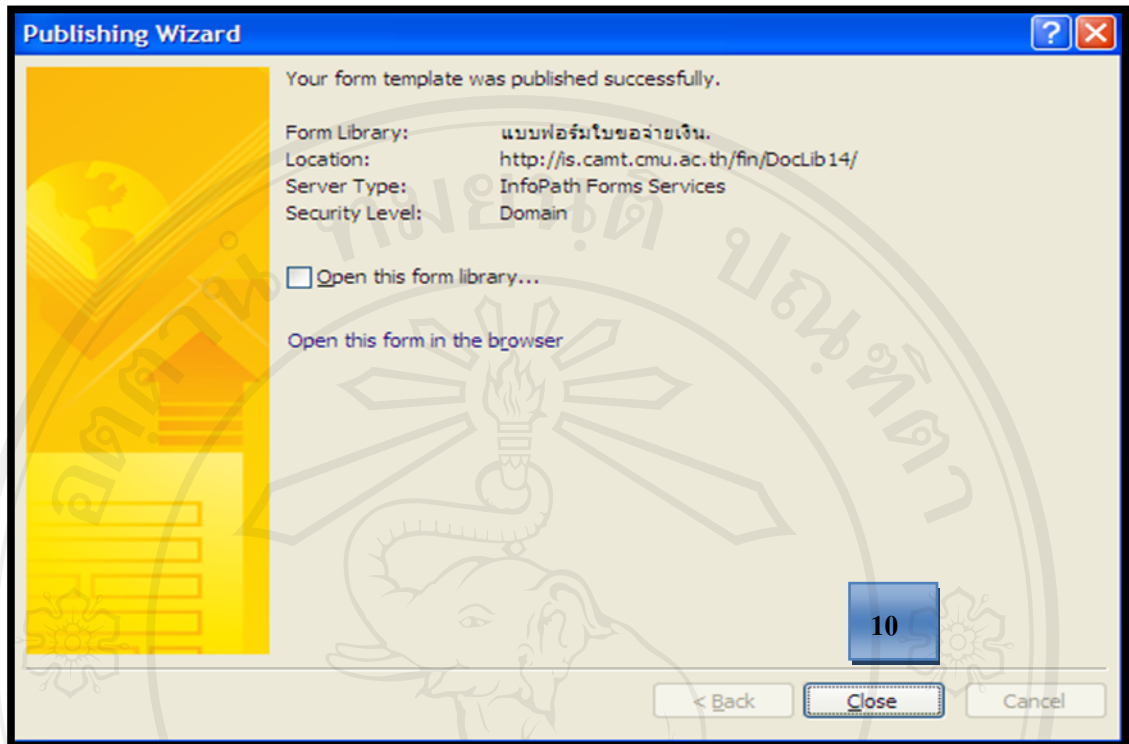 Publishing Wizard
Your form template was published successfully.
Form Library: แบบฟอร์มใบขอจ่ายเงิน.
Location: http://is.camt.cmu.ac.th/fin/DocLib14/
Server Type: InfoPath Forms Services
Security Level: Domain
Open this form library...
Open this form in the browser
10
< Back Close Cancel